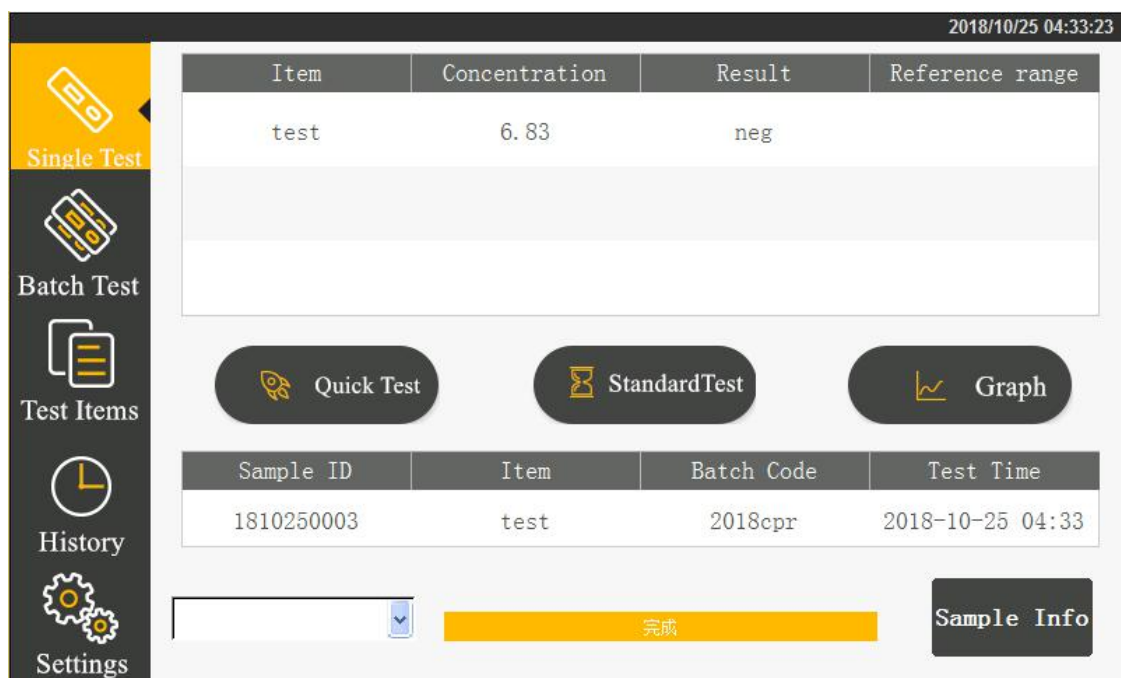 2018/10/25 04:33:23
Single Test
Batch Test
Test Items
History
Settings
Item Concentration Result Reference range
test 6.83 neg
Quick Test StandardTest Graph
Sample ID Item Batch Code Test Time
1810250003 test 2018cpr 2018-10-25 04:33
完成 Sample Info